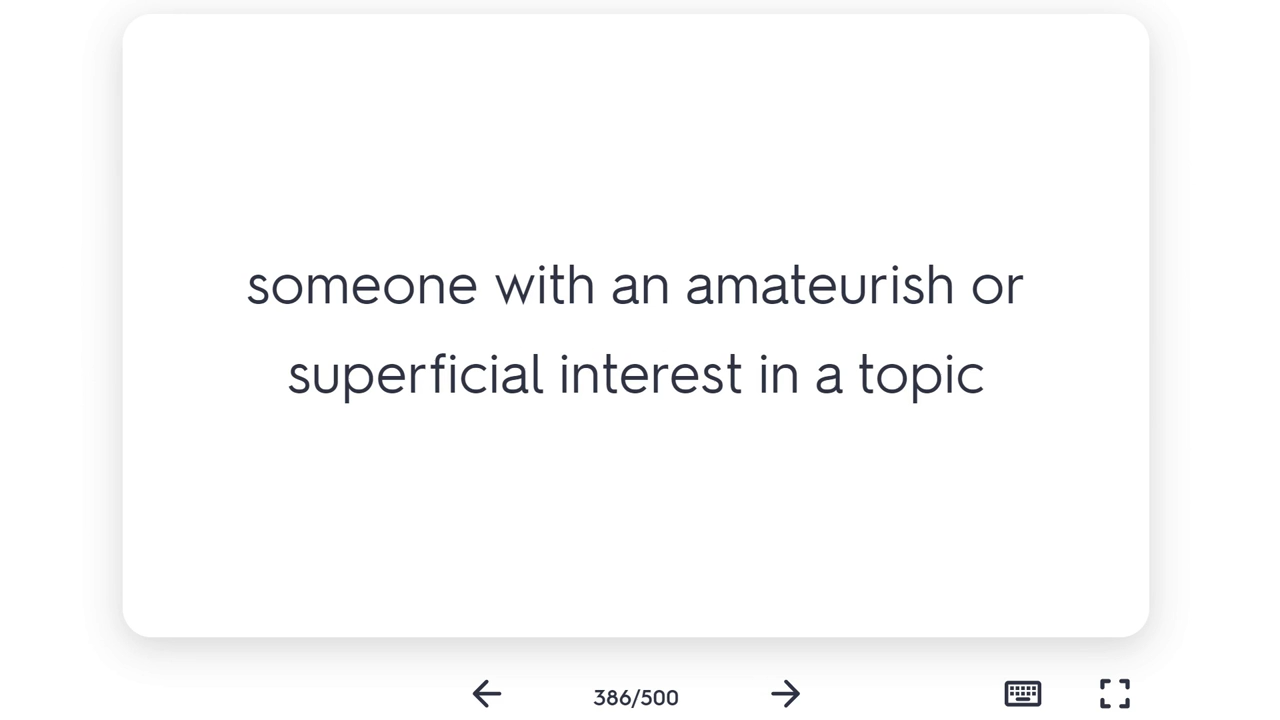 someone with an amateurish or
superficial interest in a topic
386/500